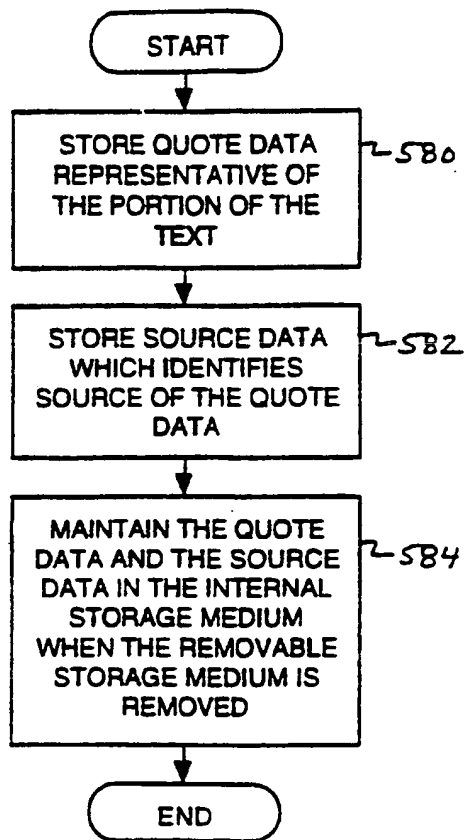 START
STORE QUOTE DATA
REPRESENTATIVE OF
THE PORTION OF THE
TEXT
580
STORE SOURCE DATA
WHICH IDENTIFIES
SOURCE OF THE QUOTE
DATA
582
MAINTAIN THE QUOTE
DATA AND THE SOURCE
DATA IN THE INTERNAL
STORAGE MEDIUM
WHEN THE REMOVABLE
STORAGE MEDIUM IS
REMOVED
584
END